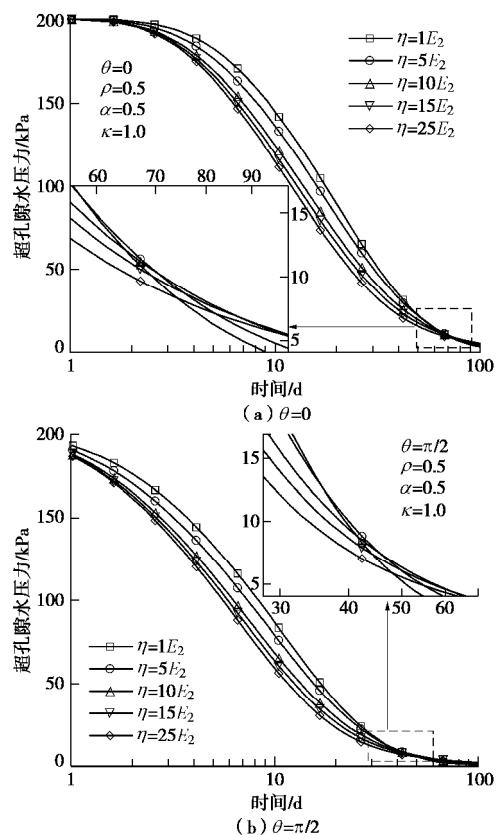 200
150
100
50
0
超孔隙水压力/kPa
θ=0
ρ=0.5
α=0.5
κ=1.0
η=1E₂
η=5E₂
η=10E₂
η=15E₂
η=25E₂
60 70 80 90
15
10
5
1 10 100
时间/d
(a) θ=0
200
150
100
50
0
超孔隙水压力/kPa
15
10
5
θ=π/2
ρ=0.5
α=0.5
κ=1.0
30 40 50 60
η=1E₂
η=5E₂
η=10E₂
η=15E₂
η=25E₂
1 10 100
时间/d
(b) θ=π/2